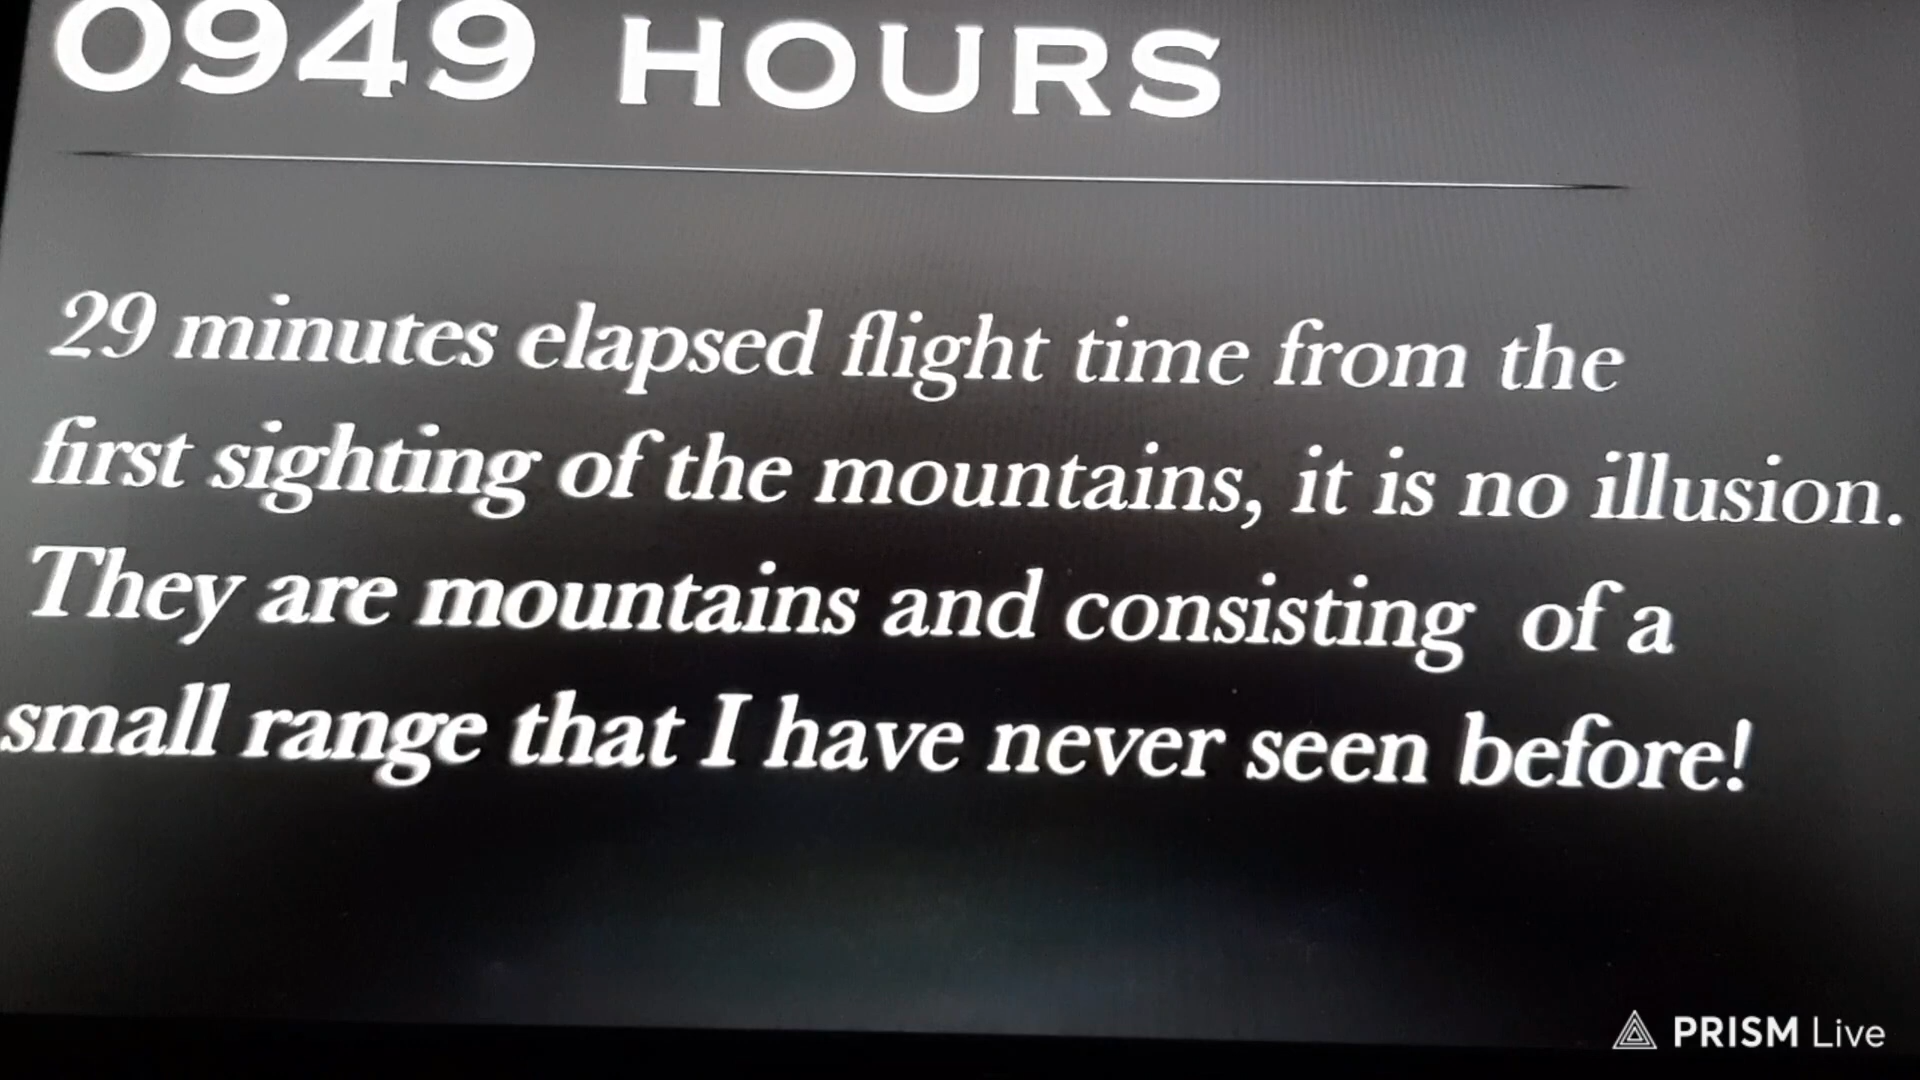 0949 HOURS
29 minutes elapsed flight time from the
first sighting of the mountains, it is no illusion.
They are mountains and consisting of a
small range that I have never seen before!
PRISM Live